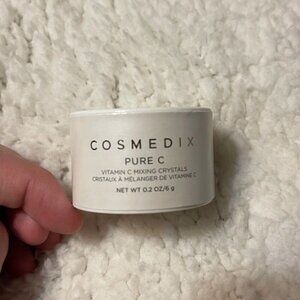 COSMEDIX
PURE C
VITAMIN C MIXING CRYSTALS
CRISTAUX À MÉLANGER DE VITAMINE C
NET WT 0.2 OZ/6 g